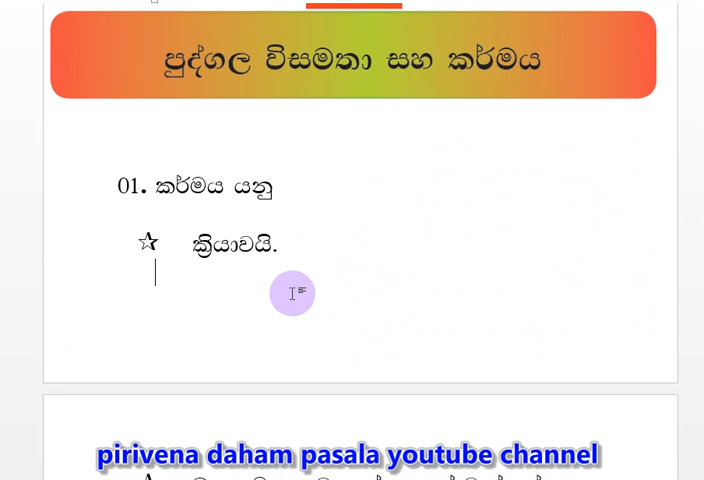 පුද්ගල විසමතා සහ කර්මය
01. කර්මය යනු
☆ ක්‍රියාවයි.
pirivena daham pasala youtube channel